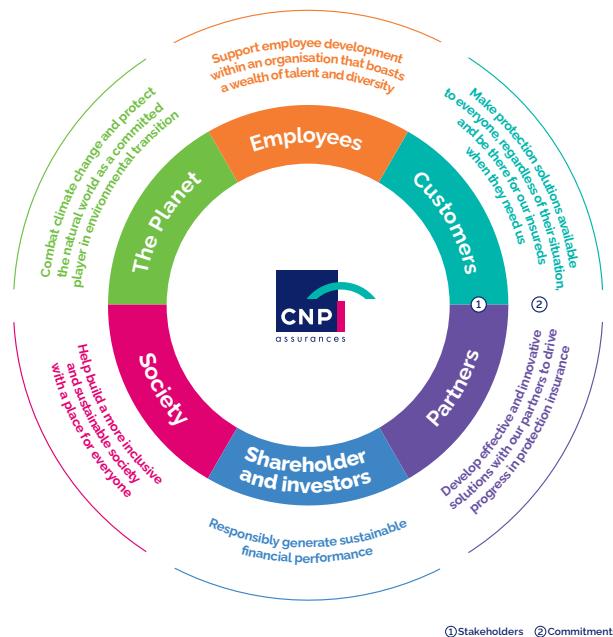 Support employee development
within an organisation that boasts
a wealth of talent and diversity
Employees
Make protection solutions available
to everyone, regardless of their situation,
and be there for our insureds
when they need us
Customers
Combat climate change and protect
the natural world as a committed
player in environmental transition
The Planet
CNP
assurances
1
2
Society
Help build a more inclusive
and sustainable society
with a place for everyone
Partners
Develop effective and innovative
solutions with our partners to drive
progress in protection insurance
Shareholder
and investors
Responsibly generate sustainable
financial performance
1 Stakeholders 2 Commitment